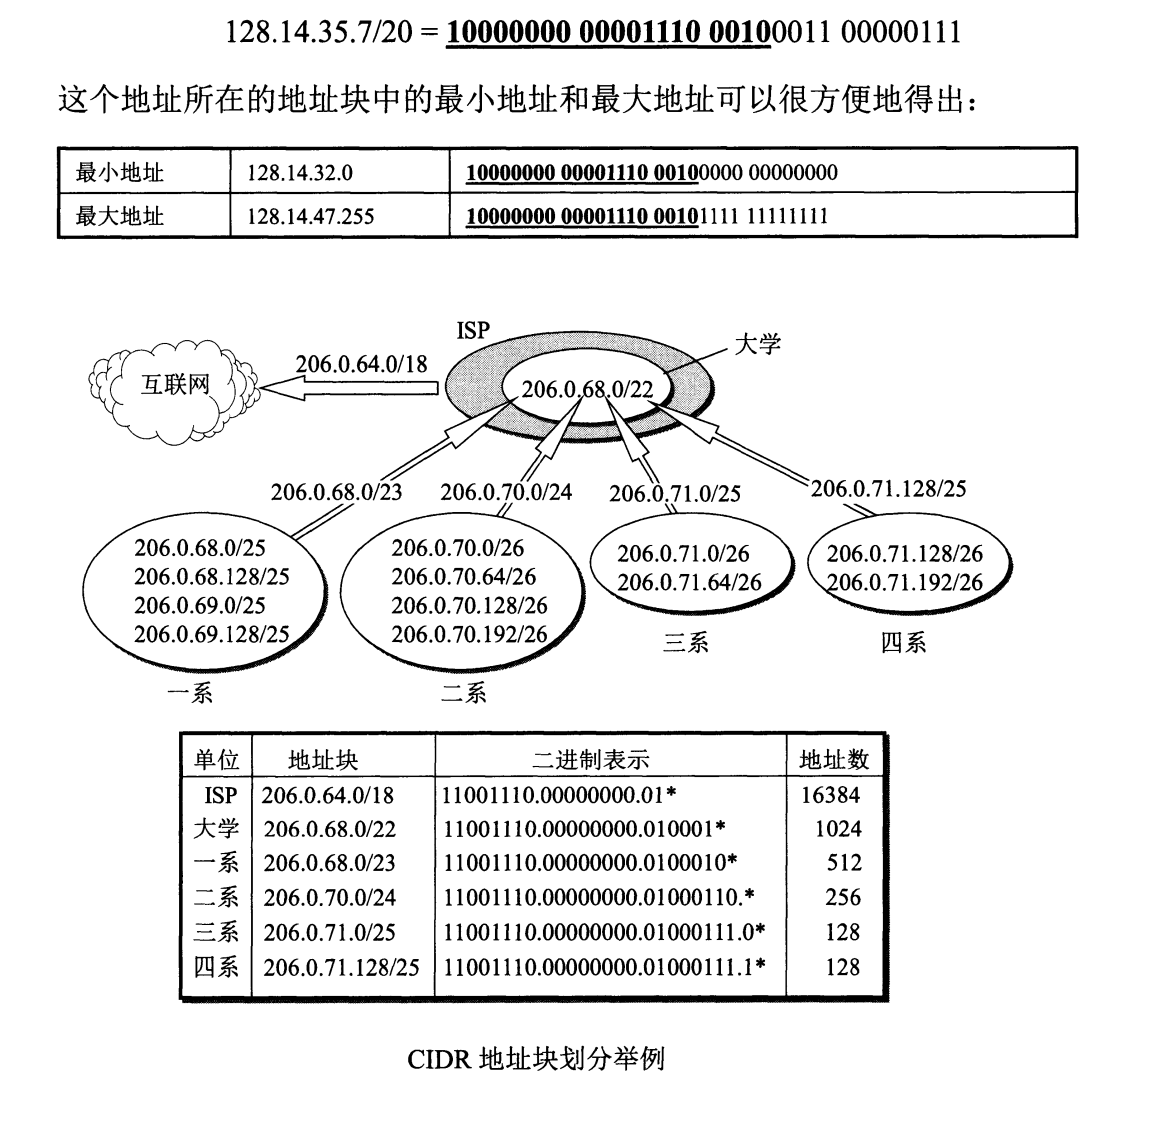 128.14.35.7/20 = 10000000 00001110 00100011 00000111
这个地址所在的地址块中的最小地址和最大地址可以很方便地得出：
最小地址 128.14.32.0 10000000 00001110 00100000 00000000
最大地址 128.14.47.255 10000000 00001110 00101111 11111111
ISP
大学
206.0.64.0/18
互联网
206.0.68.0/22
206.0.68.0/23 206.0.70.0/24 206.0.71.0/25 206.0.71.128/25
206.0.68.0/25
206.0.68.128/25
206.0.69.0/25
206.0.69.128/25
一系
206.0.70.0/26
206.0.70.64/26
206.0.70.128/26
206.0.70.192/26
二系
206.0.71.0/26
206.0.71.64/26
三系
206.0.71.128/26
206.0.71.192/26
四系
单位 地址块 二进制表示 地址数
ISP 206.0.64.0/18 11001110.00000000.01* 16384
大学 206.0.68.0/22 11001110.00000000.010001* 1024
一系 206.0.68.0/23 11001110.00000000.0100010* 512
二系 206.0.70.0/24 11001110.00000000.01000110.* 256
三系 206.0.71.0/25 11001110.00000000.01000111.0* 128
四系 206.0.71.128/25 11001110.00000000.01000111.1* 128
CIDR 地址块划分举例